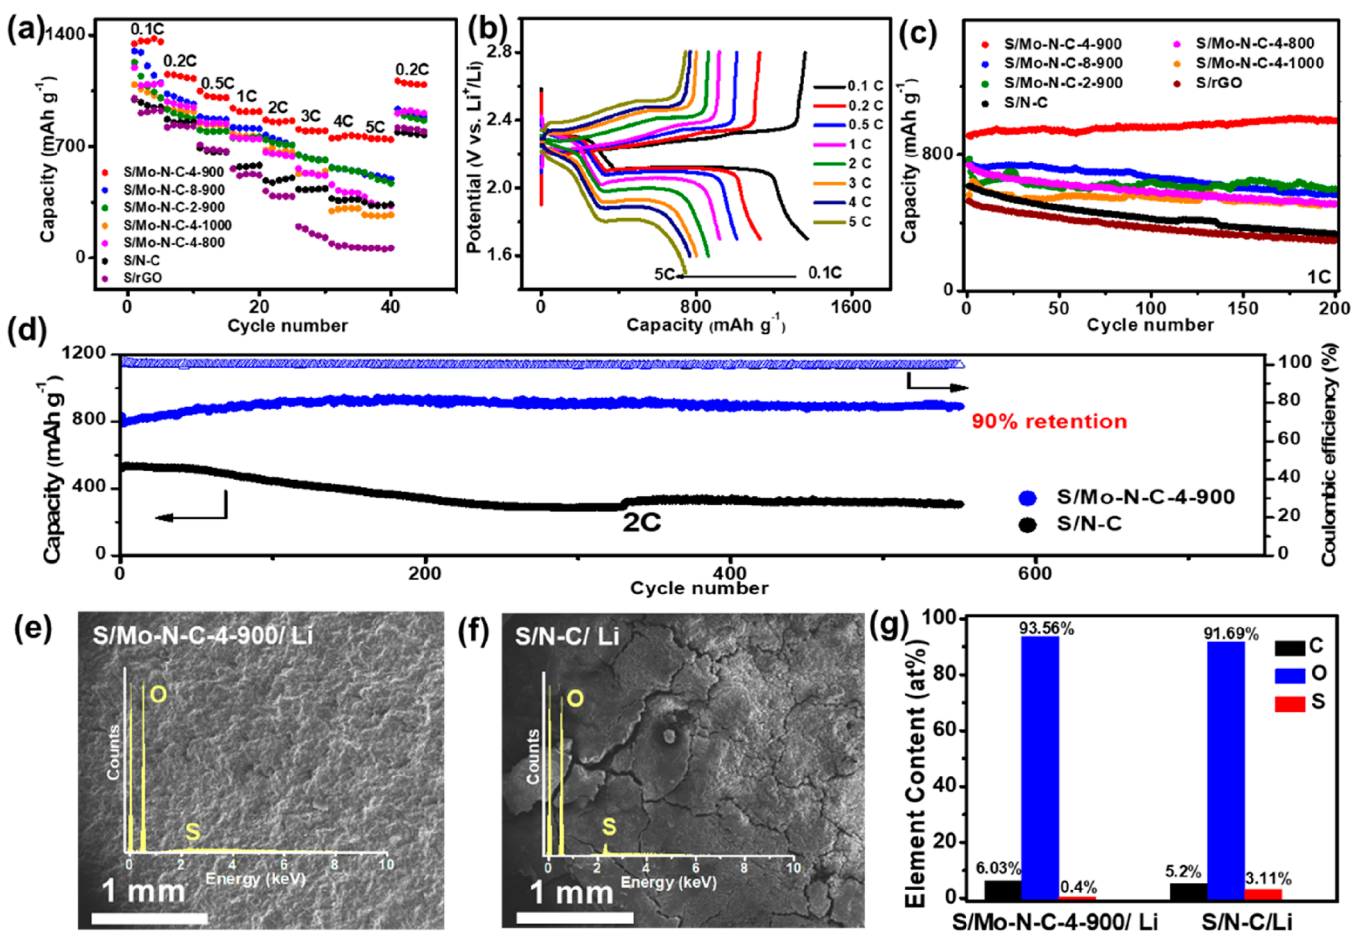 (a)
Capacity (mAh g-1)
1400
700
0
0.1C
0.2C
0.5C
1C
2C
3C
4C
5C
0.2C
S/Mo-N-C-4-900
S/Mo-N-C-8-900
S/Mo-N-C-2-900
S/Mo-N-C-4-1000
S/Mo-N-C-4-800
S/N-C
S/rGO
0 20 40
Cycle number
(b)
Potential (V vs. Li+/Li)
2.8
2.4
2.0
1.6
0.1 C
0.2 C
0.5 C
1 C
2 C
3 C
4 C
5 C
5C 0.1C
0 800 1600
Capacity (mAh g-1)
(c)
Capacity (mAh g-1)
800
0
S/Mo-N-C-4-900 S/Mo-N-C-4-800
S/Mo-N-C-8-900 S/Mo-N-C-4-1000
S/Mo-N-C-2-900 S/rGO
S/N-C
1C
0 50 100 150 200
Cycle number
(d)
Capacity (mAh g-1)
1200
800
400
0
100
80
60
40
20
0
Coulombic efficiency (%)
90% retention
S/Mo-N-C-4-900
S/N-C
2C
0 200 400 600
Cycle number
(e)
S/Mo-N-C-4-900/ Li
O
S
Counts
0 2 4 6 8 10
Energy (keV)
1 mm
(f)
S/N-C/ Li
O
S
Counts
0 2 4 6 8 10
Energy (keV)
1 mm
(g)
Element Content (at%)
100
80
60
40
20
0
93.56%
91.69%
6.03%
0.4%
5.2%
3.11%
C
O
S
S/Mo-N-C-4-900/ Li S/N-C/Li